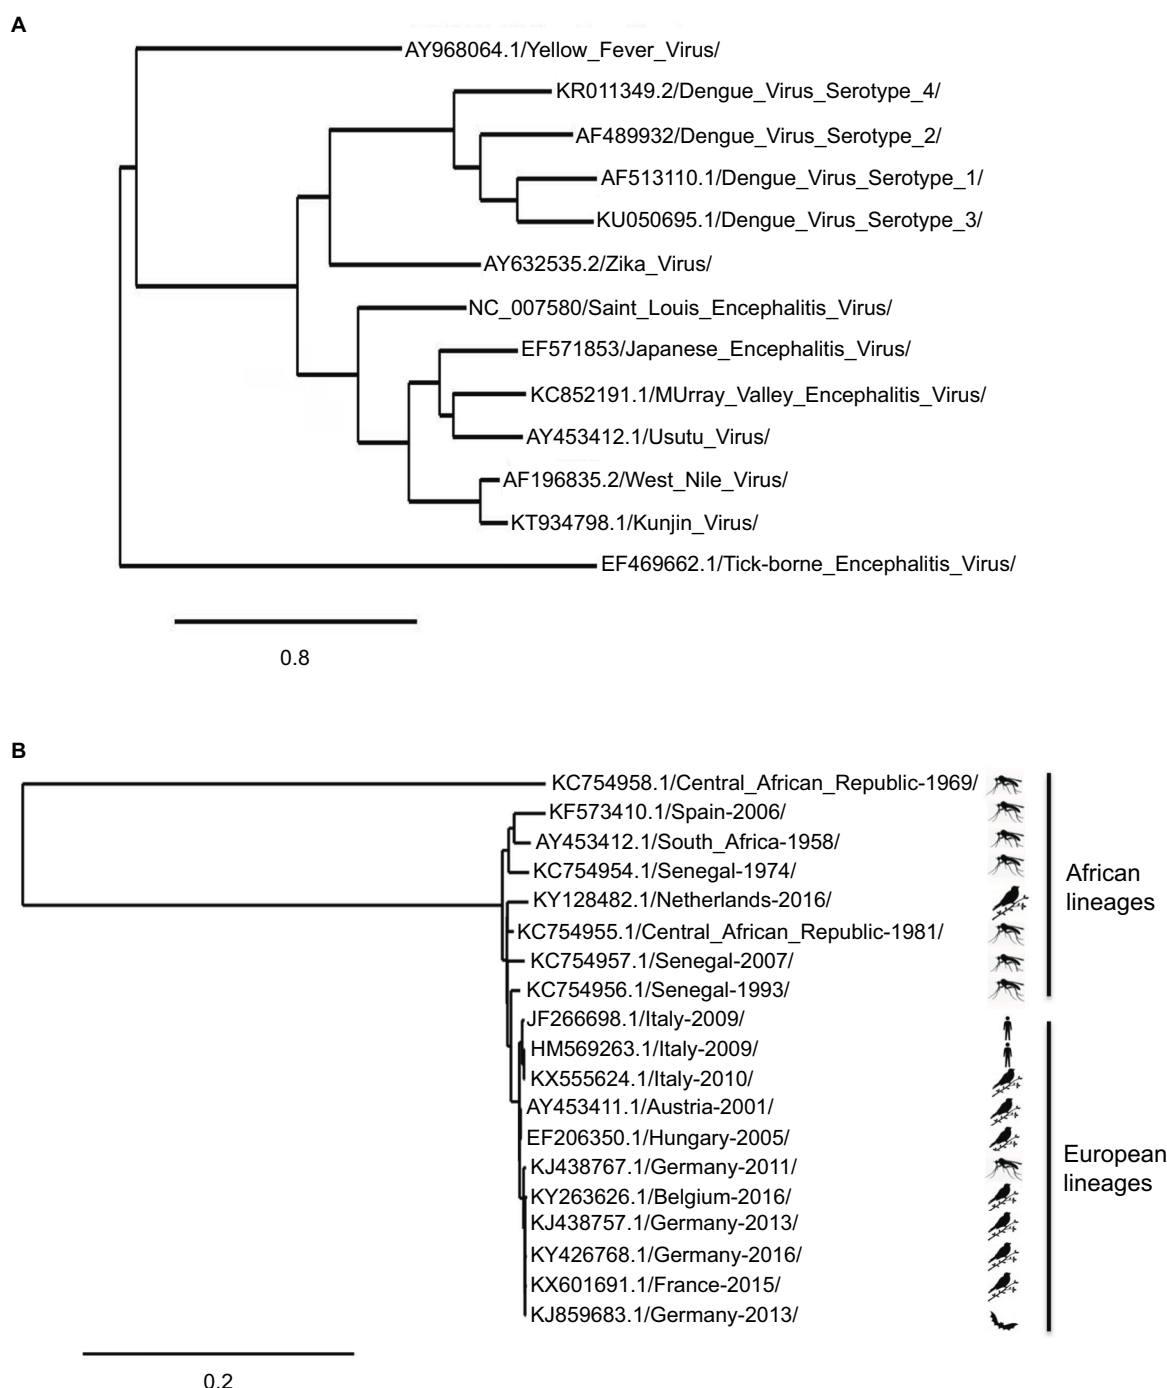 A
AY968064.1/Yellow_Fever_Virus/
KR011349.2/Dengue_Virus_Serotype_4/
AF489932/Dengue_Virus_Serotype_2/
AF513110.1/Dengue_Virus_Serotype_1/
KU050695.1/Dengue_Virus_Serotype_3/
AY632535.2/Zika_Virus/
NC_007580/Saint_Louis_Encephalitis_Virus/
EF571853/Japanese_Encephalitis_Virus/
KC852191.1/MUrray_Valley_Encephalitis_Virus/
AY453412.1/Usutu_Virus/
AF196835.2/West_Nile_Virus/
KT934798.1/Kunjin_Virus/
EF469662.1/Tick-borne_Encephalitis_Virus/
0.8
B
KC754958.1/Central_African_Republic-1969/
KF573410.1/Spain-2006/
AY453412.1/South_Africa-1958/
KC754954.1/Senegal-1974/
KY128482.1/Netherlands-2016/
KC754955.1/Central_African_Republic-1981/
KC754957.1/Senegal-2007/
KC754956.1/Senegal-1993/
African
lineages
JF266698.1/Italy-2009/
HM569263.1/Italy-2009/
KX555624.1/Italy-2010/
AY453411.1/Austria-2001/
EF206350.1/Hungary-2005/
KJ438767.1/Germany-2011/
KY263626.1/Belgium-2016/
KJ438757.1/Germany-2013/
KY426768.1/Germany-2016/
KX601691.1/France-2015/
KJ859683.1/Germany-2013/
European
lineages
0.2